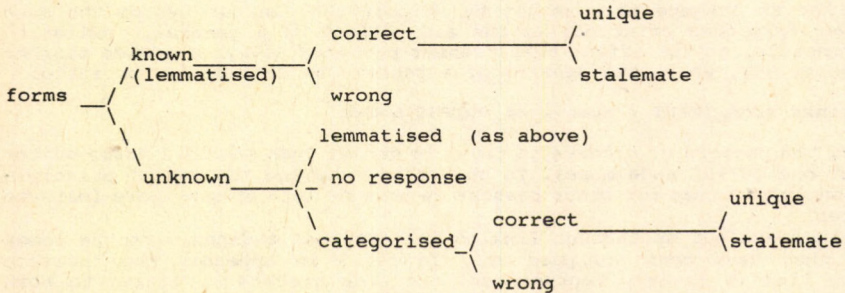 unique
correct
known
(lemmatised)
stalemate
forms
wrong
lemmatised (as above)
unknown no response
unique
correct
categorised stalemate
wrong